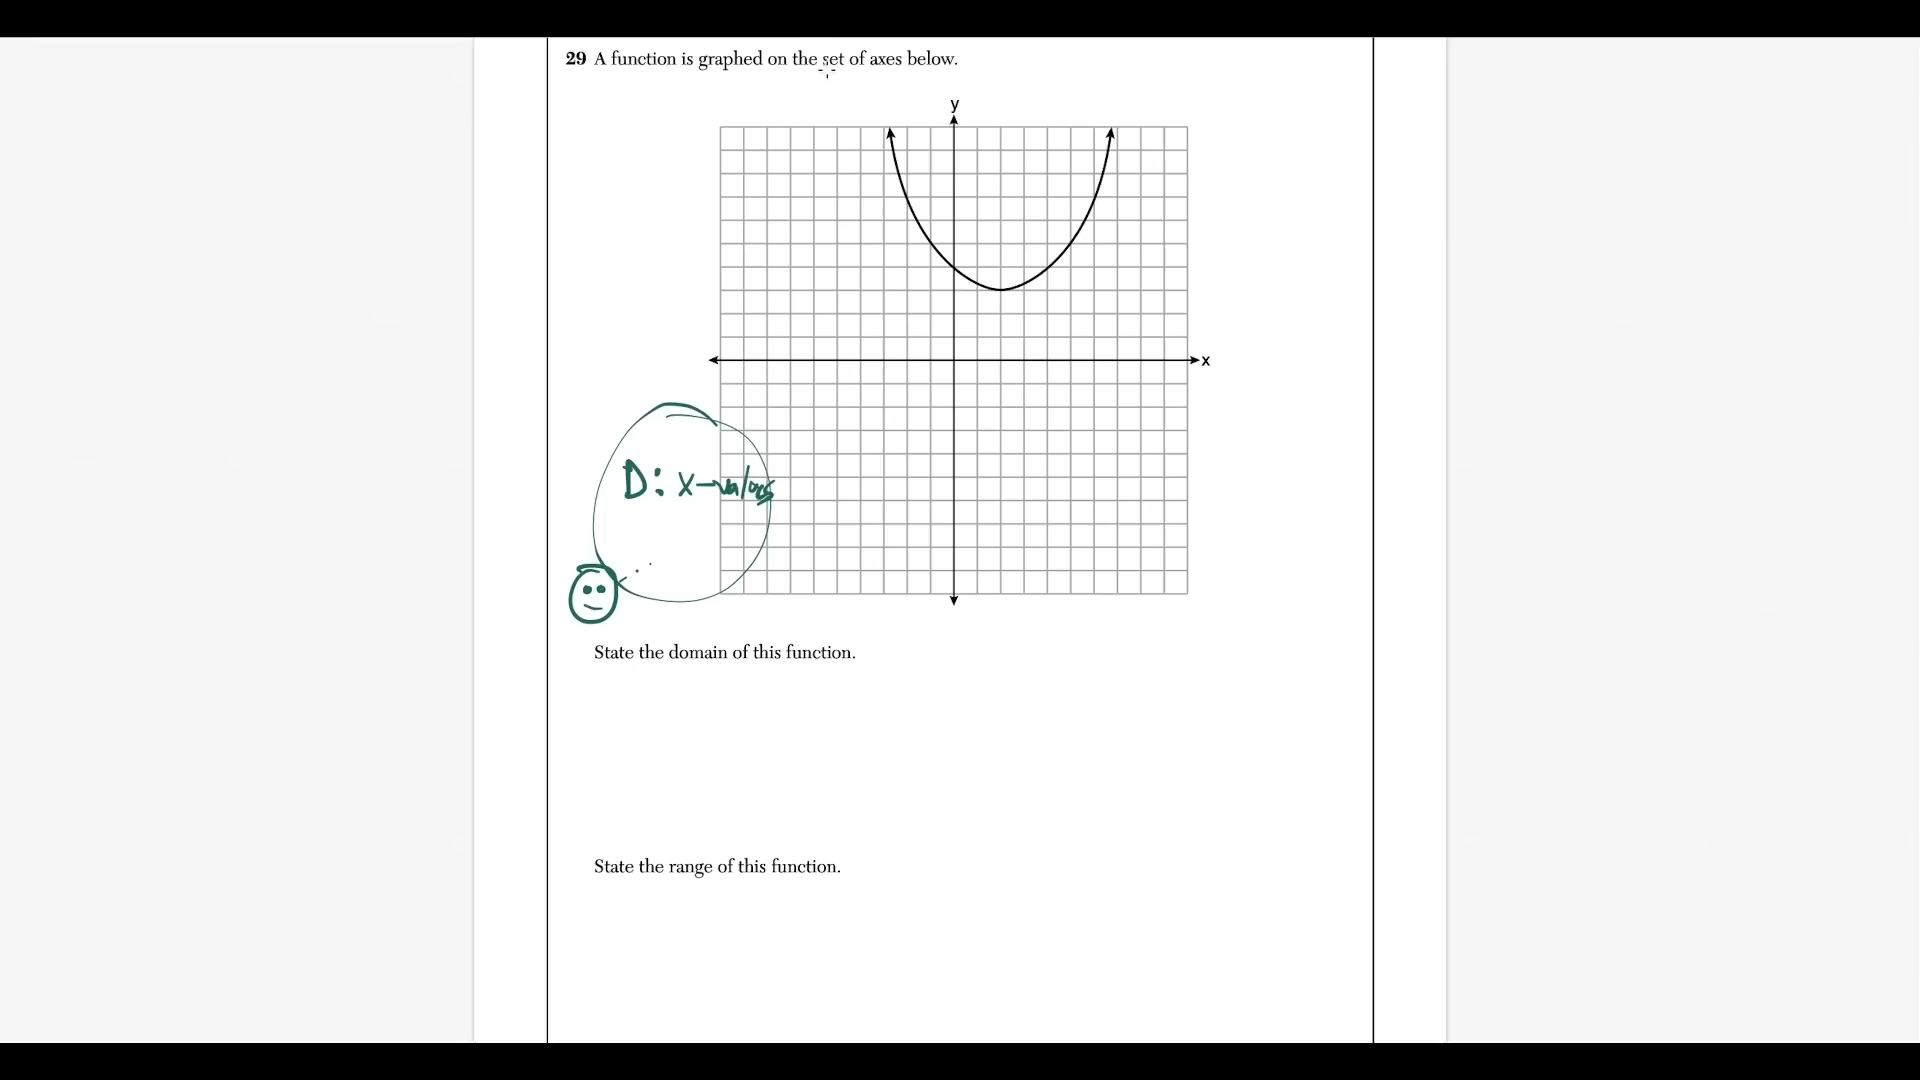 29 A function is graphed on the set of axes below.
y
x
D: x-values
State the domain of this function.
State the range of this function.